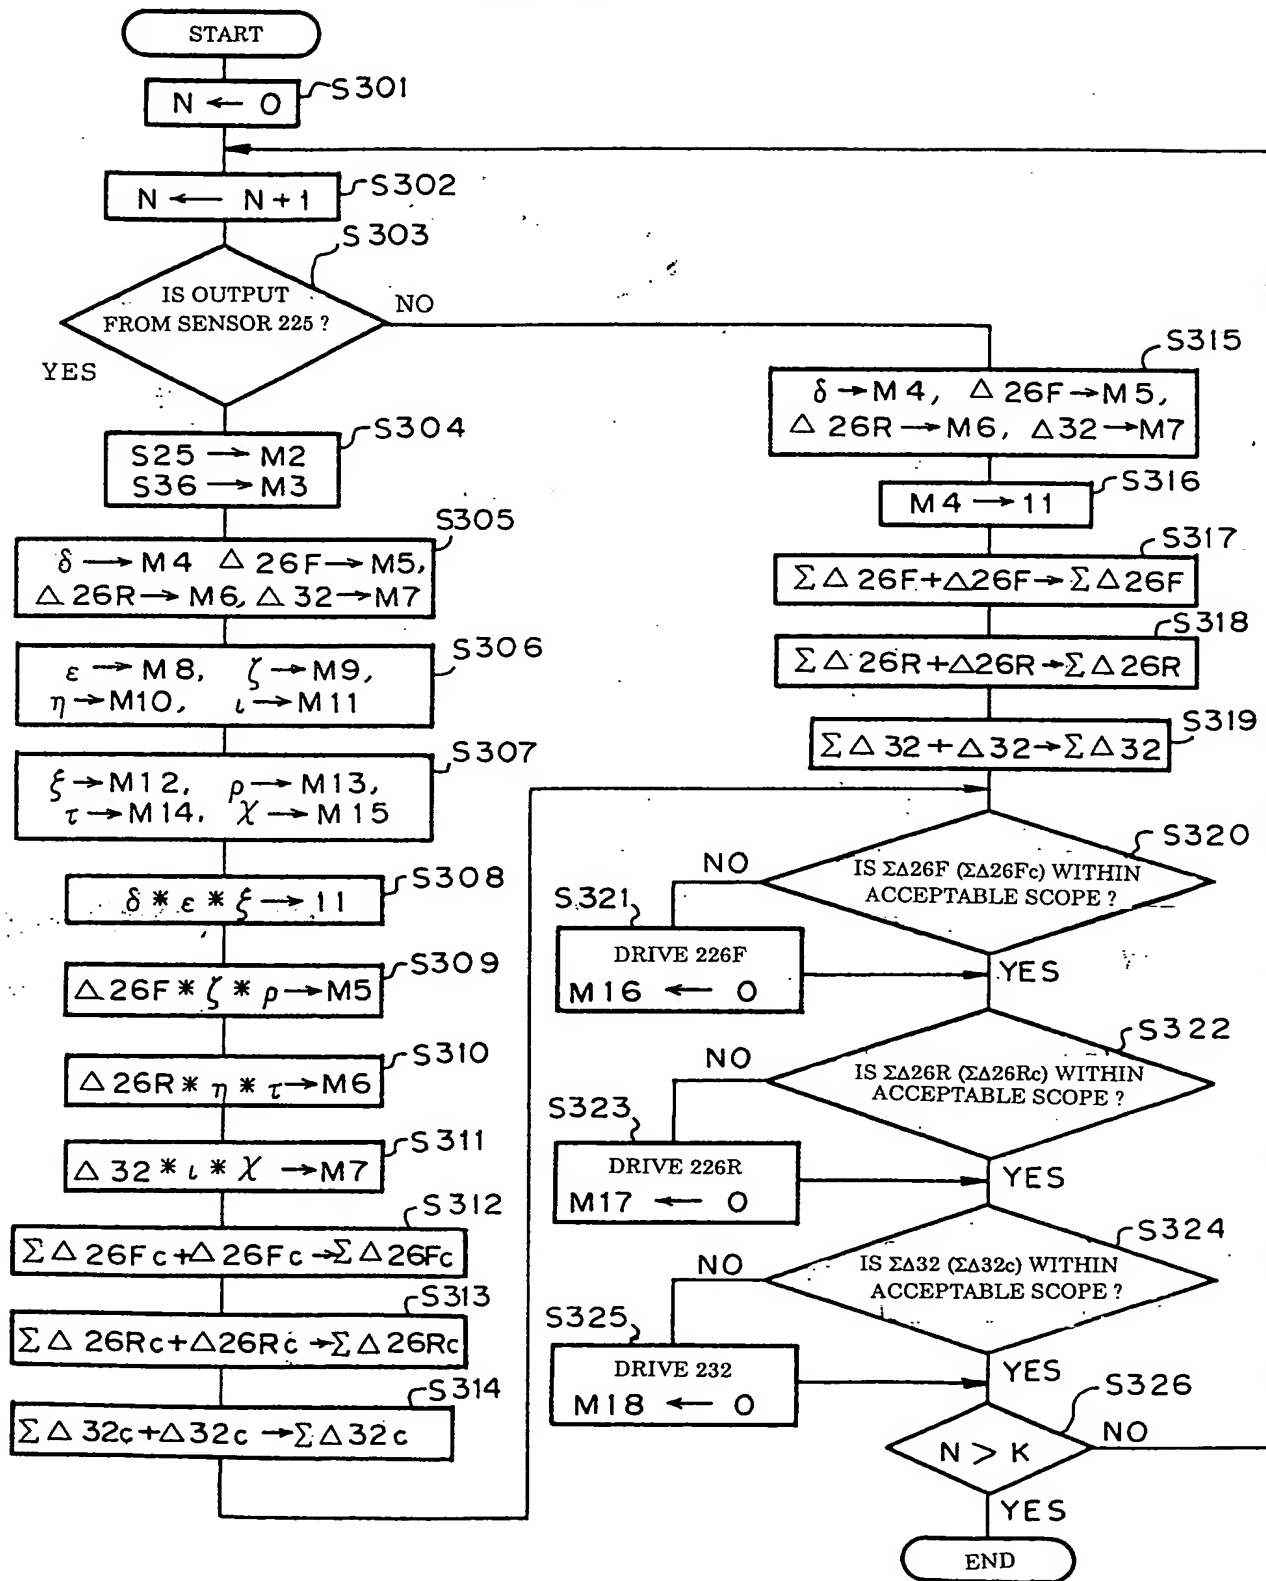 START
S301
N ← 0
S302
N ← N+1
S303
IS OUTPUT
FROM SENSOR 225 ?
NO
YES
S304
S25 → M2
S36 → M3
S305
δ → M4 △26F → M5,
△26R → M6, △32 → M7
S306
ε → M8, ζ → M9,
η → M10, ι → M11
S307
ξ → M12, ρ → M13,
τ → M14, χ → M15
S308
δ * ε * ξ → 11
S309
△26F * ζ * ρ → M5
S310
△26R * η * τ → M6
S311
△32 * ι * χ → M7
S312
Σ△26Fc+△26Fc → Σ△26Fc
S313
Σ△26Rc+△26Rc → Σ△26Rc
S314
Σ△32c+△32c → Σ△32c
S315
δ → M4, △26F → M5,
△26R → M6, △32 → M7
S316
M4 → 11
S317
Σ△26F+△26F → Σ△26F
S318
Σ△26R+△26R → Σ△26R
S319
Σ△32+△32 → Σ△32
S320
IS ΣΔ26F (ΣΔ26Fc) WITHIN
ACCEPTABLE SCOPE ?
NO
YES
S321
DRIVE 226F
M16 ← 0
S322
IS ΣΔ26R (ΣΔ26Rc) WITHIN
ACCEPTABLE SCOPE ?
NO
YES
S323
DRIVE 226R
M17 ← 0
S324
IS ΣΔ32 (ΣΔ32c) WITHIN
ACCEPTABLE SCOPE ?
NO
YES
S325
DRIVE 232
M18 ← 0
S326
N > K
NO
YES
END